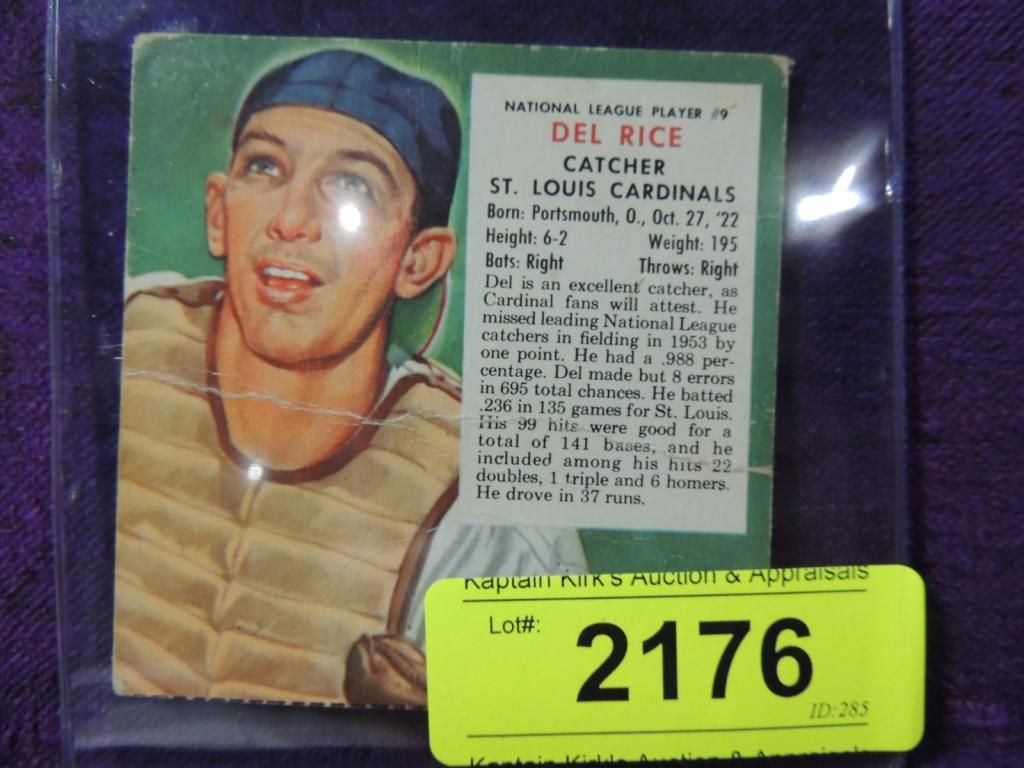 NATIONAL LEAGUE PLAYER #9
DEL RICE
CATCHER
ST. LOUIS CARDINALS
Born: Portsmouth, O., Oct. 27, '22
Height: 6-2 Weight: 195
Bats: Right Throws: Right
Del is an excellent catcher, as
Cardinal fans will attest. He
missed leading National League
catchers in fielding in 1953 by
one point. He had a .988 per-
centage. Del made but 8 errors
in 695 total chances. He batted
.236 in 135 games for St. Louis.
His 99 hits were good for a
total of 141 bases, and he
included among his hits 22
doubles, 1 triple and 6 homers.
He drove in 37 runs.
Kaptain Kirk's Auction & Appraisals
Lot#: 2176
ID:285
Kaptain Kirk's Auction & Appraisals